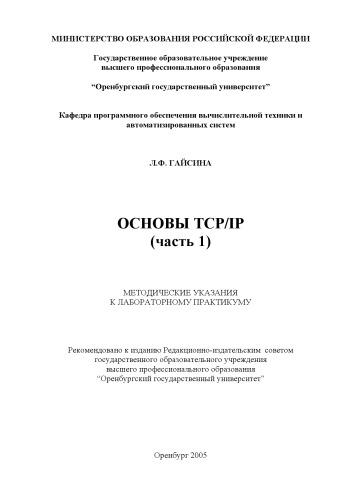 МИНИСТЕРСТВО ОБРАЗОВАНИЯ РОССИЙСКОЙ ФЕДЕРАЦИИ
Государственное образовательное учреждение
высшего профессионального образования
“Оренбургский государственный университет”
Кафедра программного обеспечения вычислительной техники и
автоматизированных систем
Л.Ф. ГАЙСИНА
ОСНОВЫ TCP/IP
(часть 1)
МЕТОДИЧЕСКИЕ УКАЗАНИЯ
К ЛАБОРАТОРНОМУ ПРАКТИКУМУ
Рекомендовано к изданию Редакционно-издательским советом
государственного образовательного учреждения
высшего профессионального образования
“Оренбургский государственный университет”
Оренбург 2005